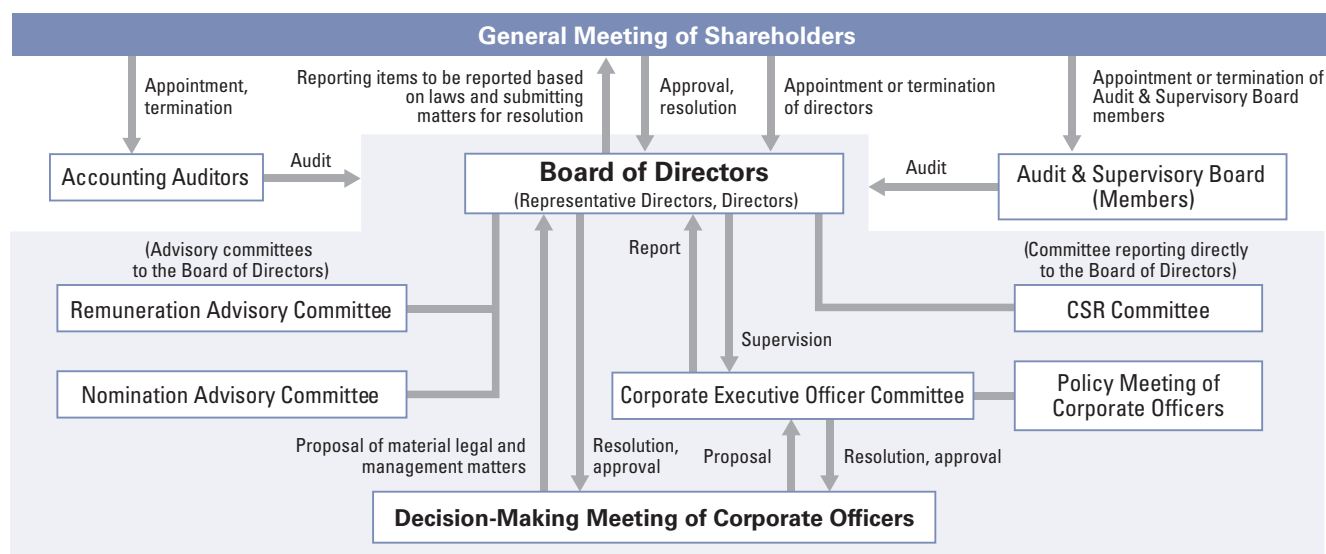 General Meeting of Shareholders
Appointment,
termination
Reporting items to be reported based
on laws and submitting
matters for resolution
Approval,
resolution
Appointment or termination
of directors
Appointment or termination of
Audit & Supervisory Board
members
Accounting Auditors
Audit
Board of Directors
(Representative Directors, Directors)
Audit
Audit & Supervisory Board
(Members)
(Advisory committees
to the Board of Directors)
Report
(Committee reporting directly
to the Board of Directors)
Remuneration Advisory Committee
CSR Committee
Supervision
Nomination Advisory Committee
Corporate Executive Officer Committee
Policy Meeting of
Corporate Officers
Proposal of material legal and
management matters
Resolution,
approval
Proposal
Resolution, approval
Decision-Making Meeting of Corporate Officers